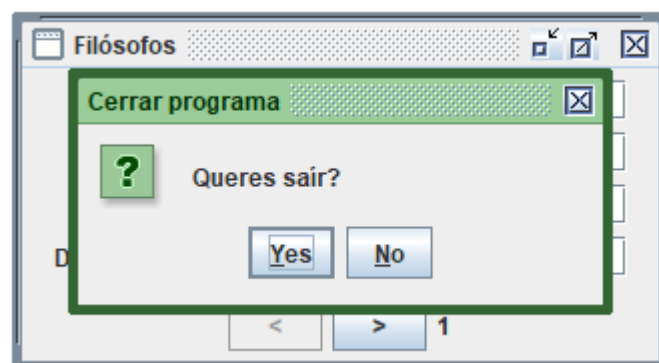 Filósofos
Cerrar programa
?
Queres saír?
Yes No
D
< > 1